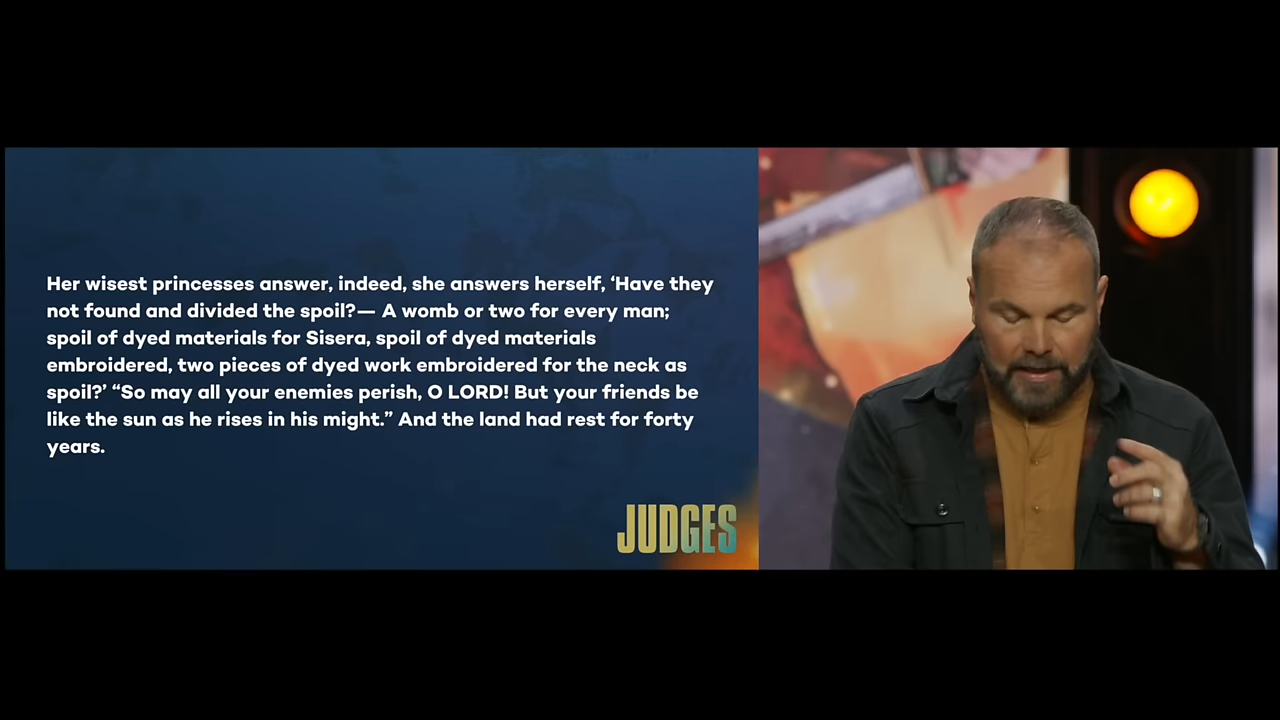 Her wisest princesses answer, indeed, she answers herself, ‘Have they
not found and divided the spoil?— A womb or two for every man;
spoil of dyed materials for Sisera, spoil of dyed materials
embroidered, two pieces of dyed work embroidered for the neck as
spoil?’ “So may all your enemies perish, O LORD! But your friends be
like the sun as he rises in his might.” And the land had rest for forty
years.
JUDGES